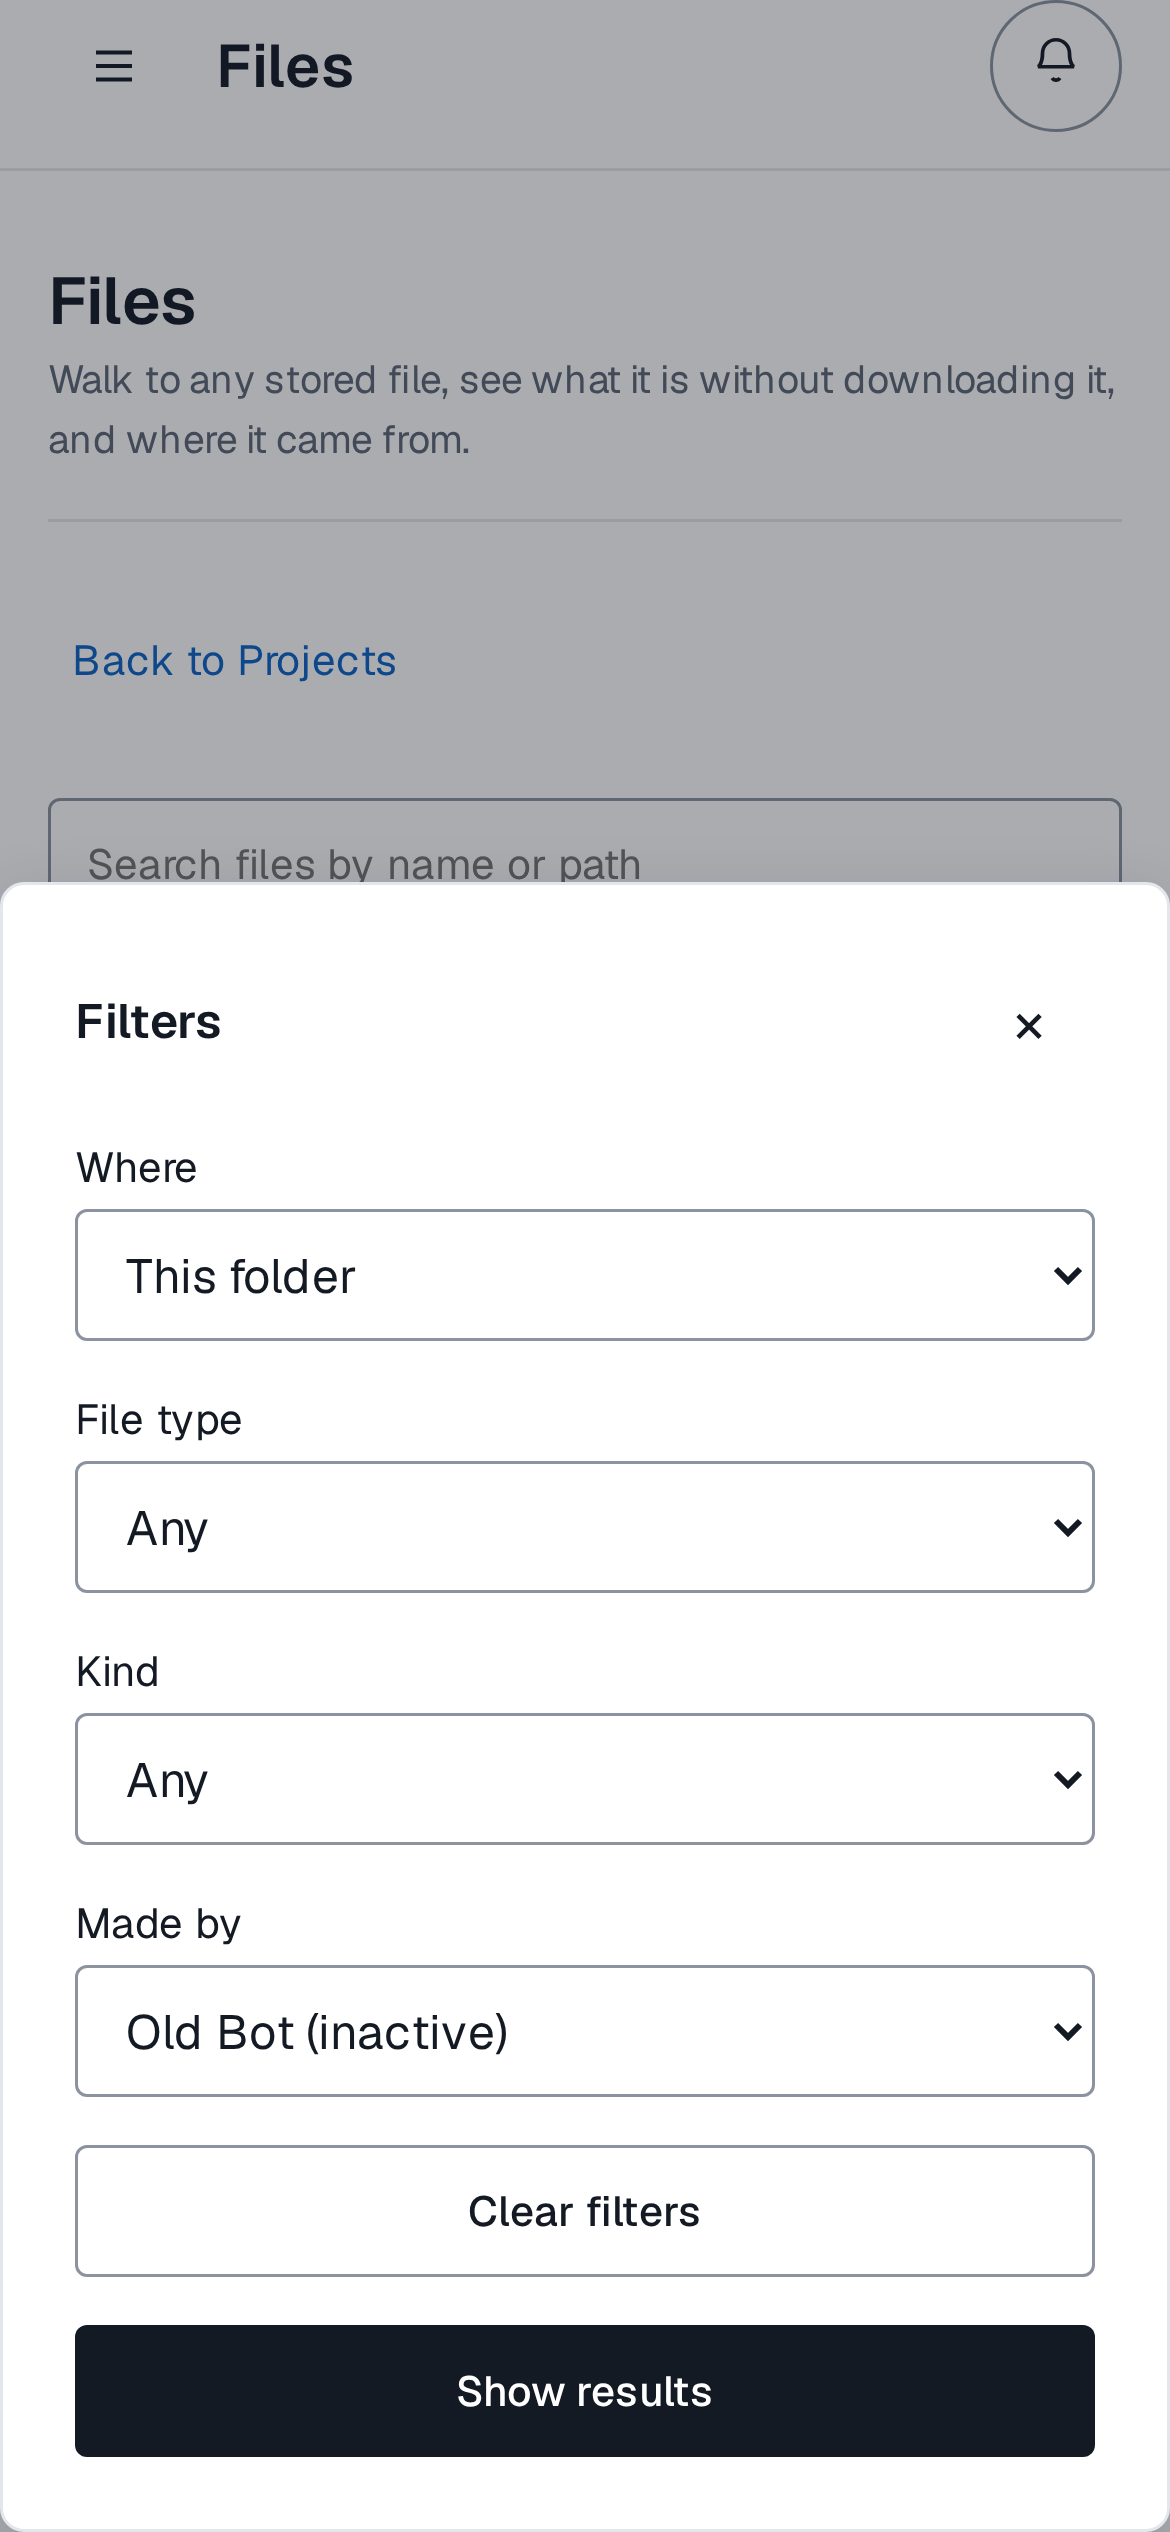 Files
Files
Walk to any stored file, see what it is without downloading it,
and where it came from.
Back to Projects
Search files by name or path
Filters
Where
This folder
File type
Any
Kind
Any
Made by
Old Bot (inactive)
Clear filters
Show results